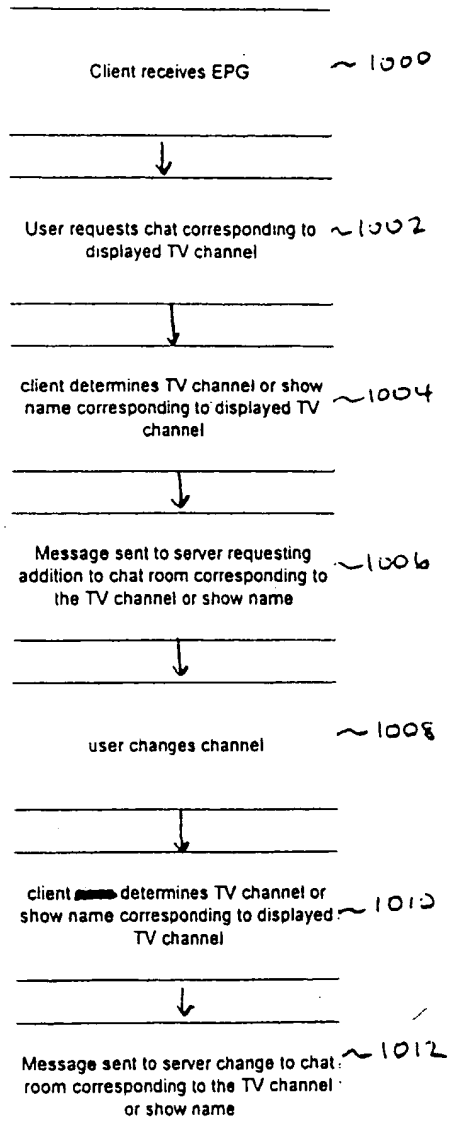 Client receives EPG ~ 1000
User requests chat corresponding to ~1002
displayed TV channel
client determines TV channel or show
name corresponding to displayed TV ~1004
channel
Message sent to server requesting
addition to chat room corresponding to ~1006
the TV channel or show name
user changes channel ~1008
client determines TV channel or
show name corresponding to displayed ~1010
TV channel
Message sent to server change to chat ~1012
room corresponding to the TV channel
or show name